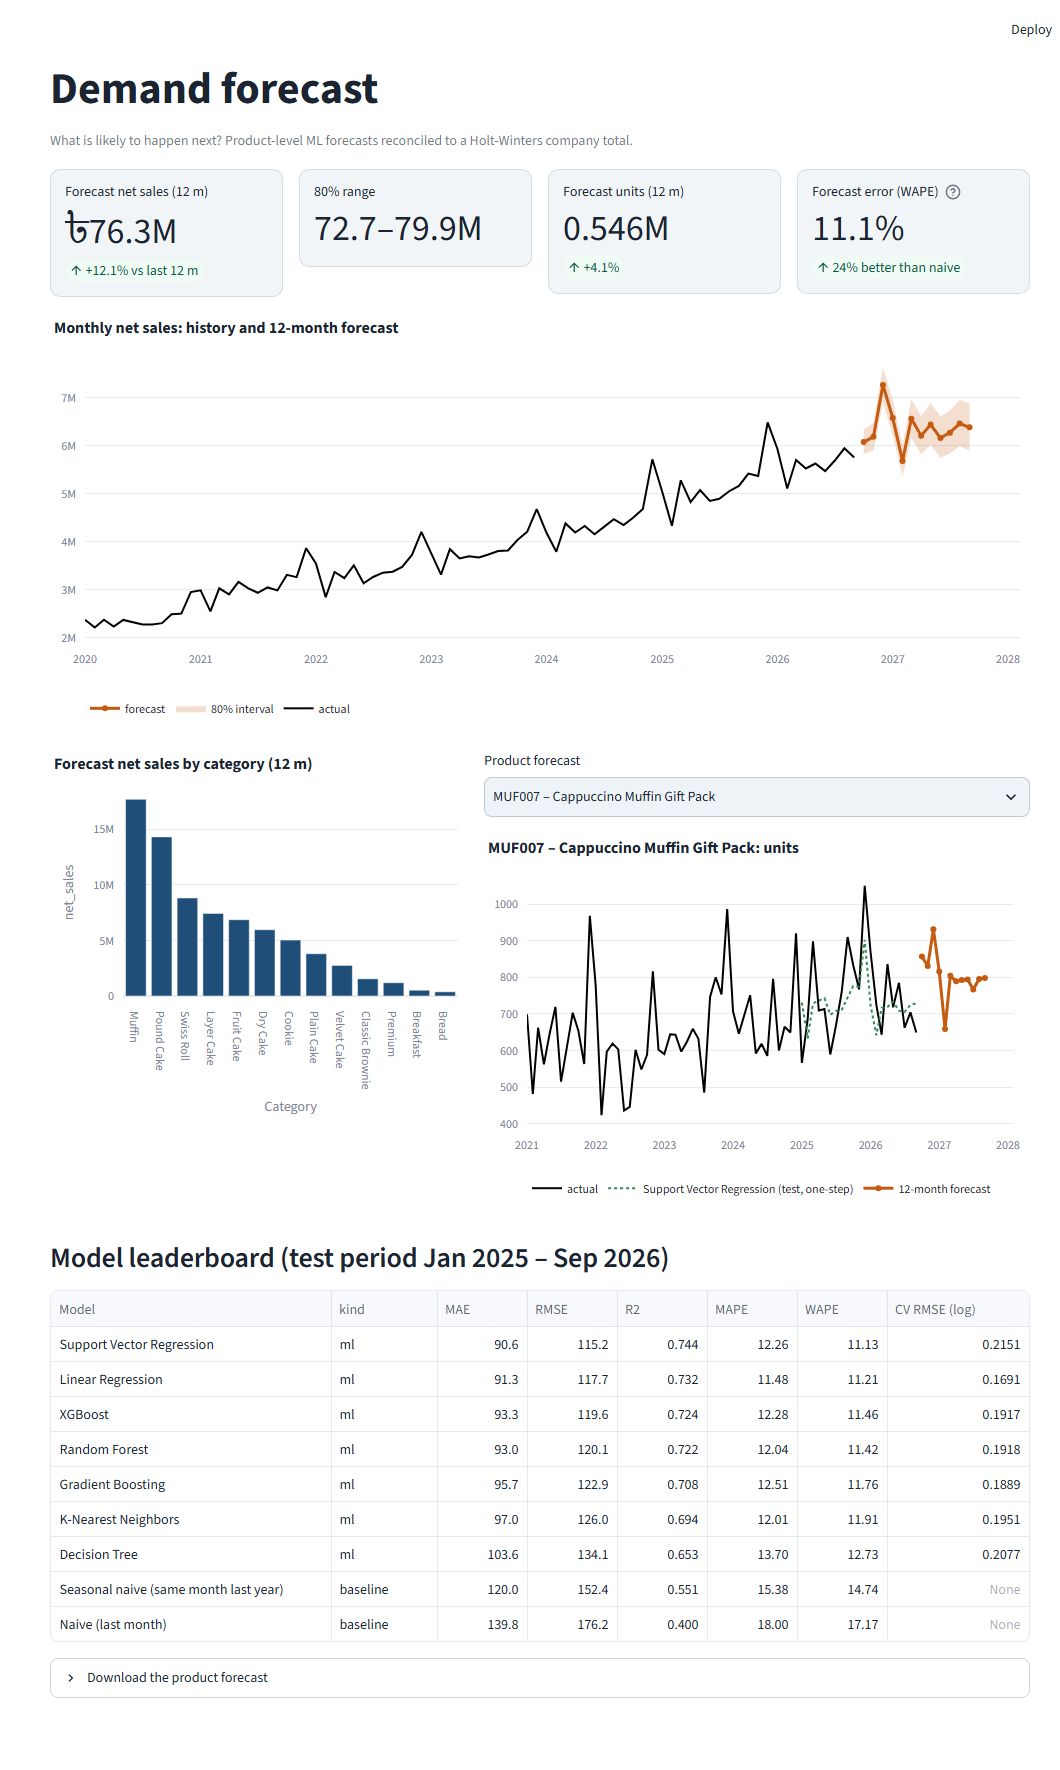 Deploy
Demand forecast
What is likely to happen next? Product-level ML forecasts reconciled to a Holt-Winters company total.
Forecast net sales (12 m)
৳76.3M
↑ +12.1% vs last 12 m
80% range
72.7–79.9M
Forecast units (12 m)
0.546M
↑ +4.1%
Forecast error (WAPE) ?
11.1%
↑ 24% better than naive
Monthly net sales: history and 12-month forecast
7M
6M
5M
4M
3M
2M
2020 2021 2022 2023 2024 2025 2026 2027 2028
forecast 80% interval actual
Forecast net sales by category (12 m)
15M
10M
5M
0
net_sales
Muffin
Pound Cake
Swiss Roll
Layer Cake
Fruit Cake
Dry Cake
Cookie
Plain Cake
Velvet Cake
Classic Brownie
Premium
Breakfast
Bread
Category
Product forecast
MUF007 – Cappuccino Muffin Gift Pack
MUF007 – Cappuccino Muffin Gift Pack: units
1000
900
800
700
600
500
400
2021 2022 2023 2024 2025 2026 2027 2028
actual Support Vector Regression (test, one-step) 12-month forecast
Model leaderboard (test period Jan 2025 – Sep 2026)
Model kind MAE RMSE R2 MAPE WAPE CV RMSE (log)
Support Vector Regression ml 90.6 115.2 0.744 12.26 11.13 0.2151
Linear Regression ml 91.3 117.7 0.732 11.48 11.21 0.1691
XGBoost ml 93.3 119.6 0.724 12.28 11.46 0.1917
Random Forest ml 93.0 120.1 0.722 12.04 11.42 0.1918
Gradient Boosting ml 95.7 122.9 0.708 12.51 11.76 0.1889
K-Nearest Neighbors ml 97.0 126.0 0.694 12.01 11.91 0.1951
Decision Tree ml 103.6 134.1 0.653 13.70 12.73 0.2077
Seasonal naive (same month last year) baseline 120.0 152.4 0.551 15.38 14.74 None
Naive (last month) baseline 139.8 176.2 0.400 18.00 17.17 None
Download the product forecast